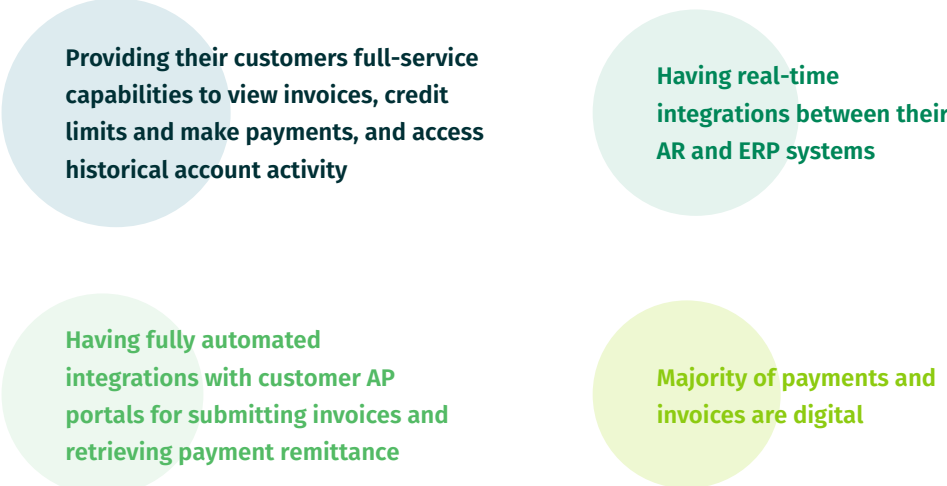 Providing their customers full-service
capabilities to view invoices, credit
limits and make payments, and access
historical account activity
Having real-time
integrations between their
AR and ERP systems
Having fully automated
integrations with customer AP
portals for submitting invoices and
retrieving payment remittance
Majority of payments and
invoices are digital